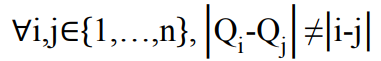 ∀i,j∈{1,…,n}, |Qᵢ-Qⱼ| ≠|i-j|